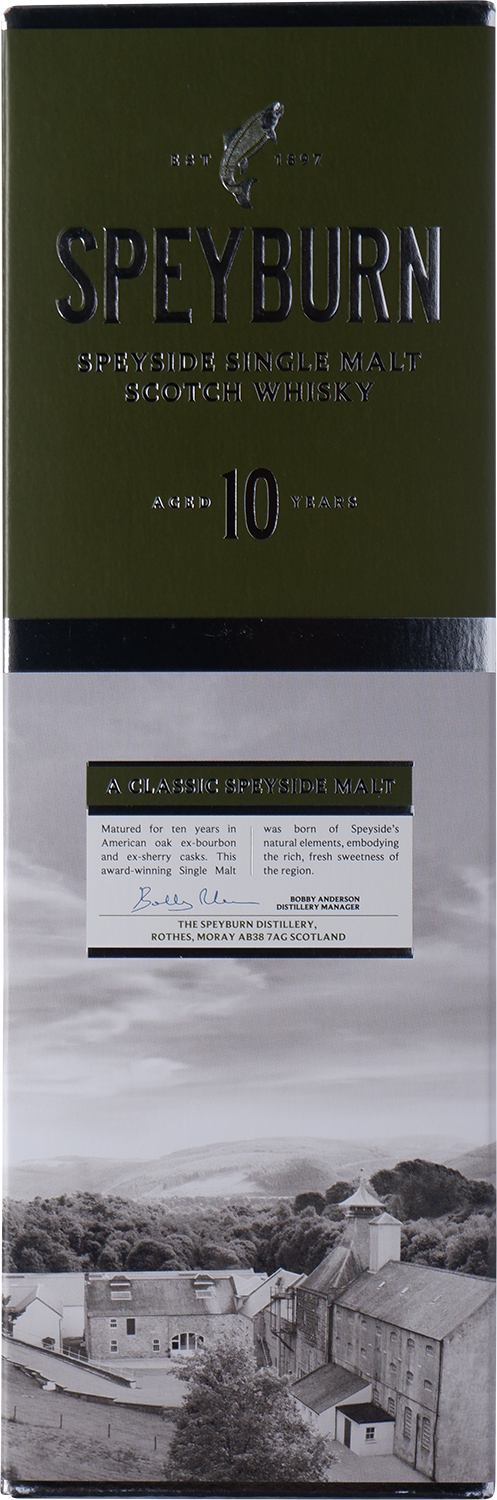 EST 1897
SPEYBURN
SPEYSIDE SINGLE MALT
SCOTCH WHISKY
AGED 10 YEARS
A CLASSIC SPEYSIDE MALT
Matured for ten years in
American oak ex-bourbon
and ex-sherry casks. This
award-winning Single Malt
was born of Speyside's
natural elements, embodying
the rich, fresh sweetness of
the region.
BOBBY ANDERSON
DISTILLERY MANAGER
THE SPEYBURN DISTILLERY,
ROTHES, MORAY AB38 7AG SCOTLAND